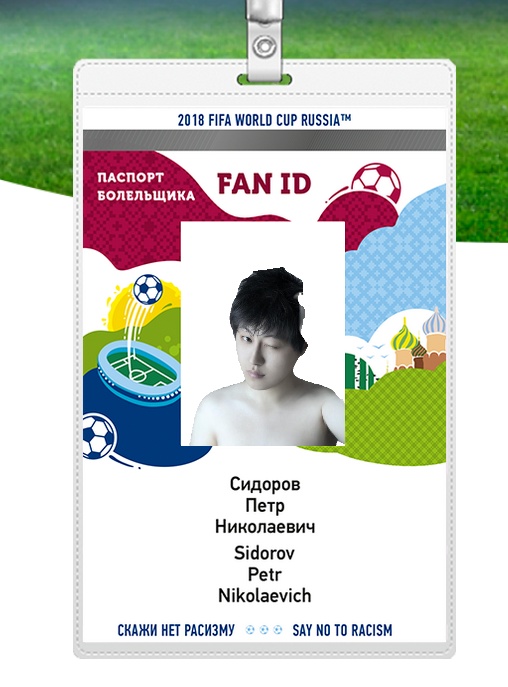 2018 FIFA WORLD CUP RUSSIA™
ПАСПОРТ
БОЛЕЛЬЩИКА
FAN ID
Сидоров
Петр
Николаевич
Sidorov
Petr
Nikolaevich
СКАЖИ НЕТ РАСИЗМУ SAY NO TO RACISM